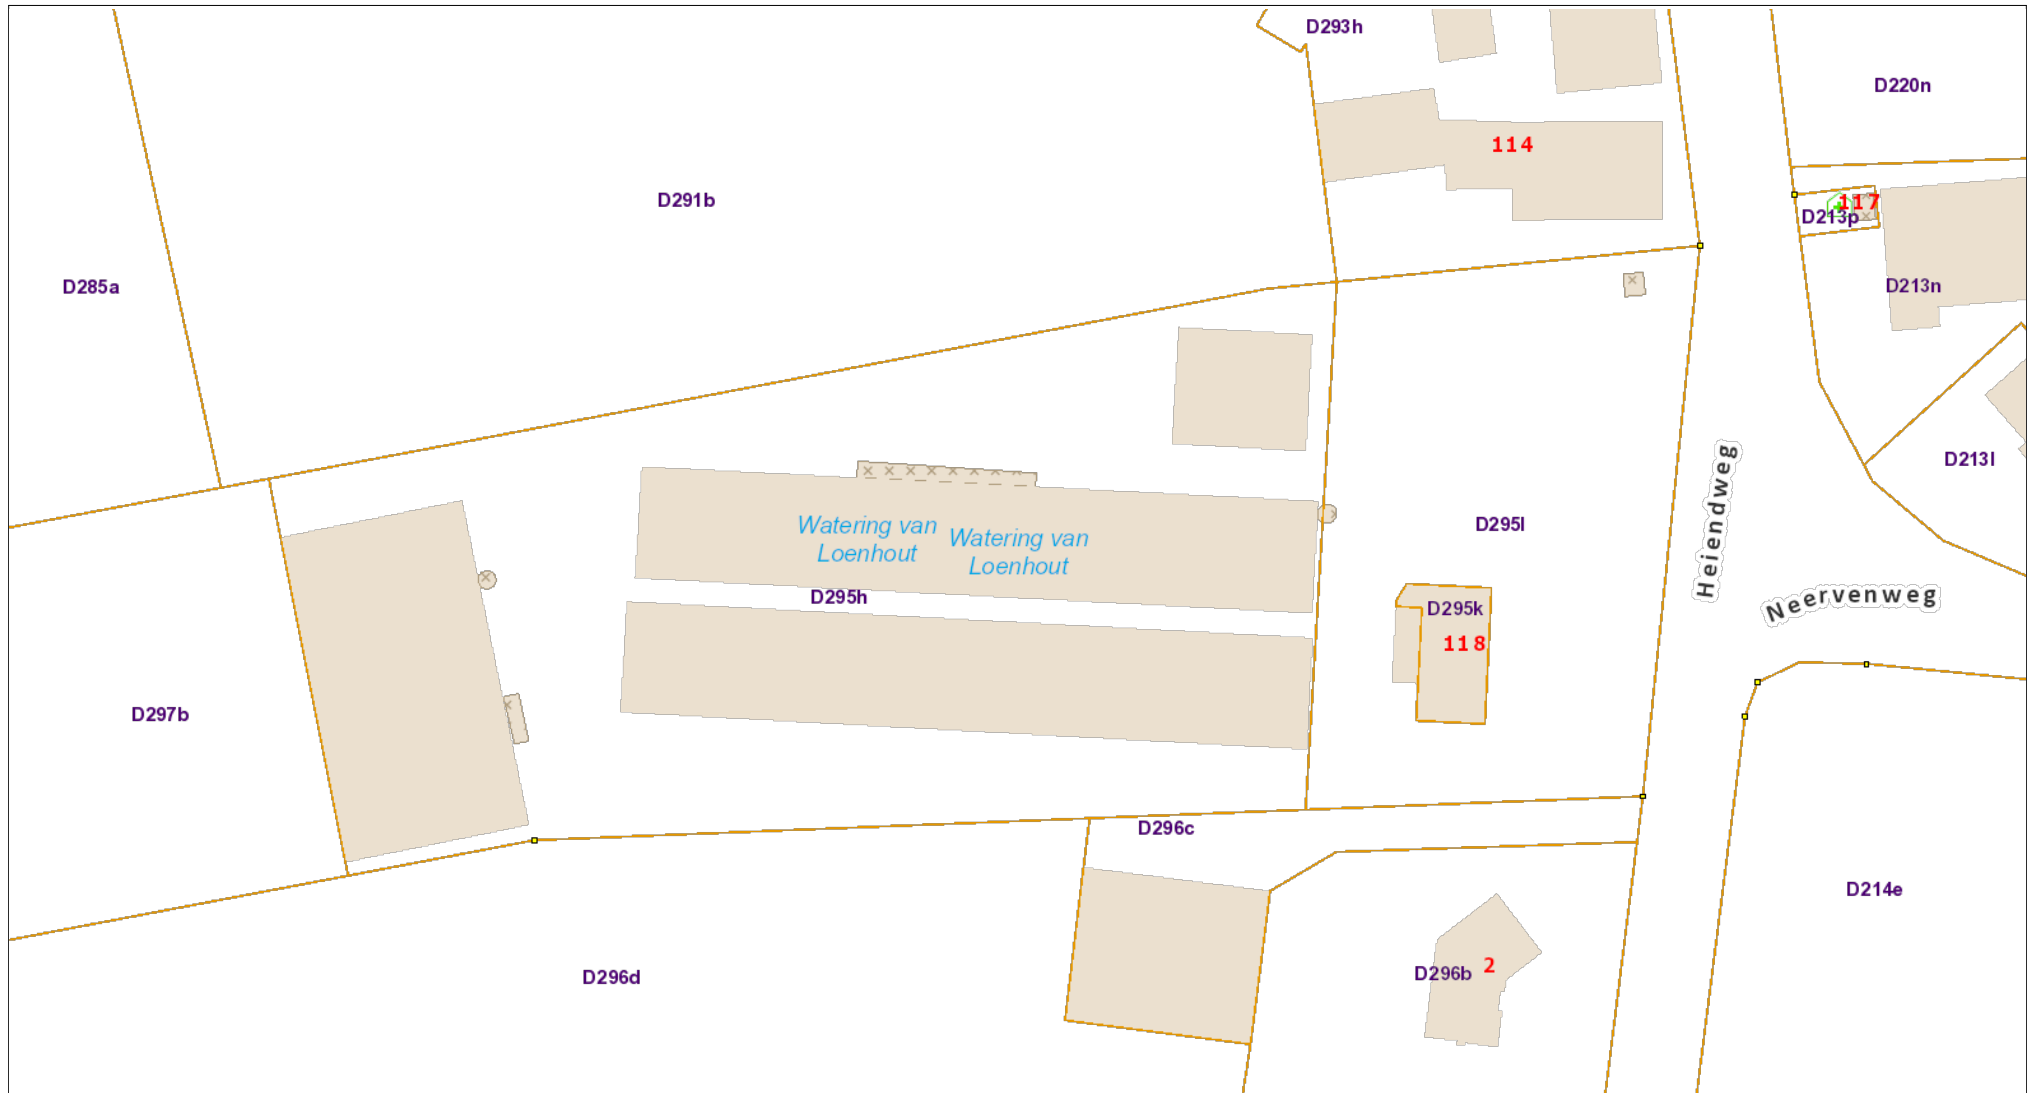 D293h
D220n
114
D291b
117
D213p
D285a
D213n
D213l
Heiendweg
Watering van
Loenhout
Watering van
Loenhout
D295l
D295h
D295k
Neervenweg
118
D297b
D296c
D214e
D296d
D296b
2